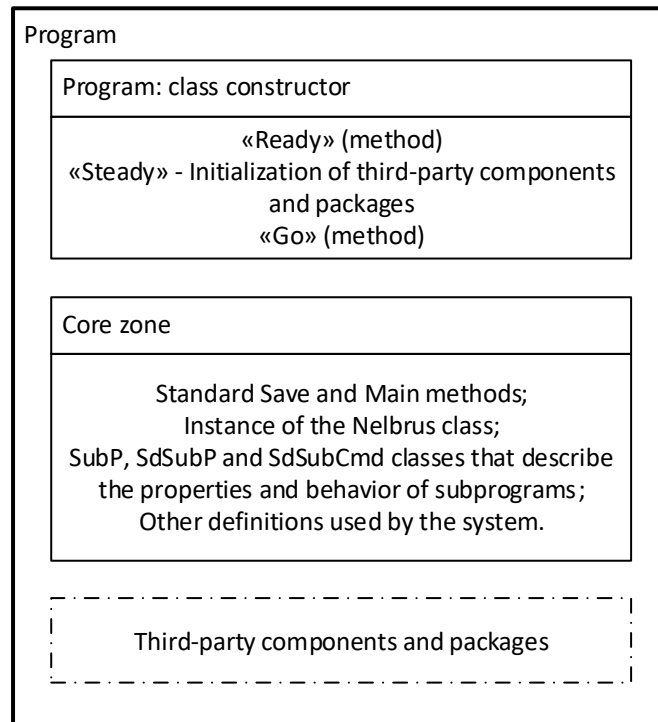 Program
Program: class constructor
«Ready» (method)
«Steady» - Initialization of third-party components
and packages
«Go» (method)
Core zone
Standard Save and Main methods;
Instance of the Nelbrus class;
SubP, SdSubP and SdSubCmd classes that describe
the properties and behavior of subprograms;
Other definitions used by the system.
Third-party components and packages